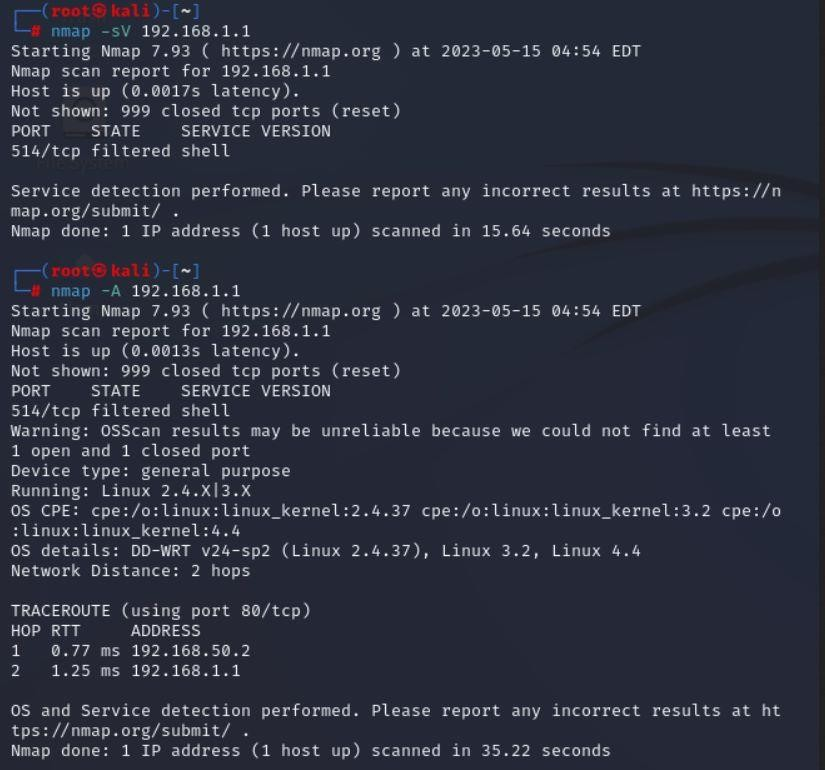 ┌──(root㉿kali)-[~]
└─# nmap -sV 192.168.1.1
Starting Nmap 7.93 ( https://nmap.org ) at 2023-05-15 04:54 EDT
Nmap scan report for 192.168.1.1
Host is up (0.0017s latency).
Not shown: 999 closed tcp ports (reset)
PORT    STATE    SERVICE VERSION
514/tcp filtered shell

Service detection performed. Please report any incorrect results at https://n
map.org/submit/ .
Nmap done: 1 IP address (1 host up) scanned in 15.64 seconds

┌──(root㉿kali)-[~]
└─# nmap -A 192.168.1.1
Starting Nmap 7.93 ( https://nmap.org ) at 2023-05-15 04:54 EDT
Nmap scan report for 192.168.1.1
Host is up (0.0013s latency).
Not shown: 999 closed tcp ports (reset)
PORT    STATE    SERVICE VERSION
514/tcp filtered shell
Warning: OSScan results may be unreliable because we could not find at least
1 open and 1 closed port
Device type: general purpose
Running: Linux 2.4.X|3.X
OS CPE: cpe:/o:linux:linux_kernel:2.4.37 cpe:/o:linux:linux_kernel:3.2 cpe:/o
:linux:linux_kernel:4.4
OS details: DD-WRT v24-sp2 (Linux 2.4.37), Linux 3.2, Linux 4.4
Network Distance: 2 hops

TRACEROUTE (using port 80/tcp)
HOP RTT     ADDRESS
1   0.77 ms 192.168.50.2
2   1.25 ms 192.168.1.1

OS and Service detection performed. Please report any incorrect results at ht
tps://nmap.org/submit/ .
Nmap done: 1 IP address (1 host up) scanned in 35.22 seconds